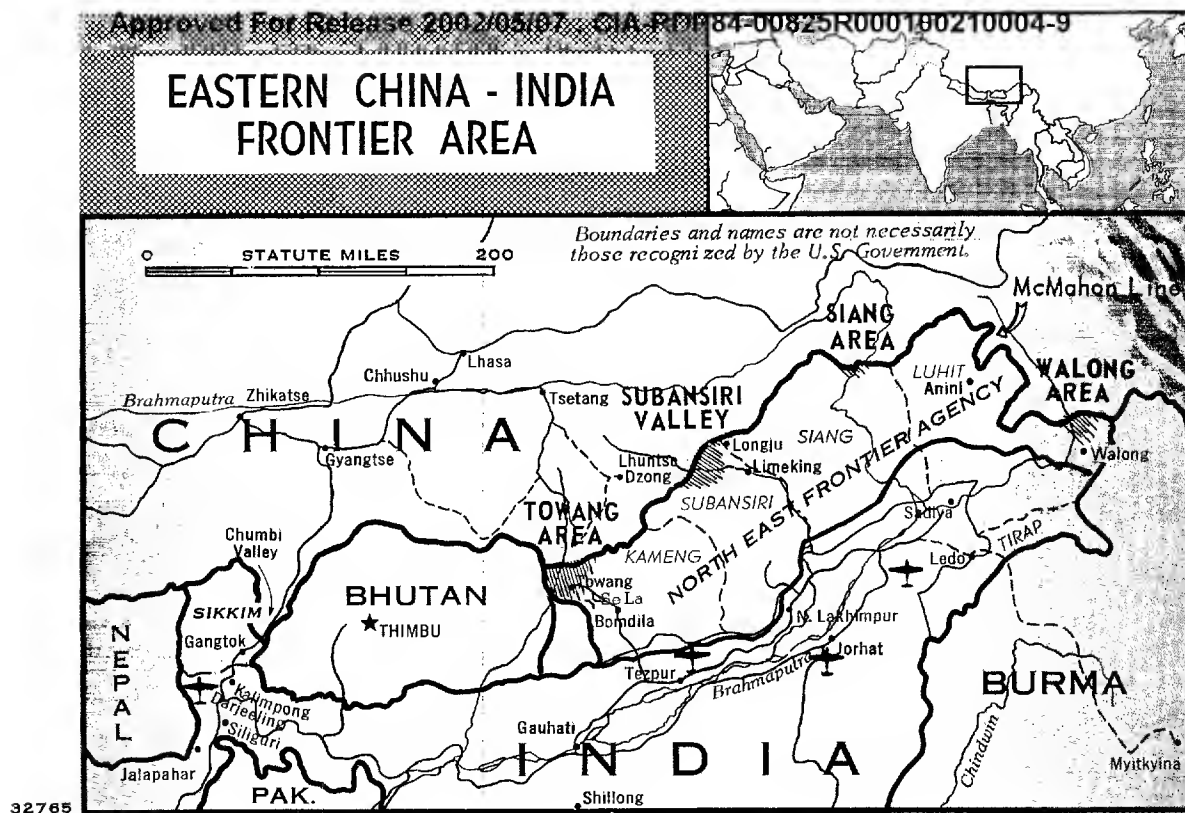 Approved For Release 2002/05/07 : CIA-RDP84-00825R000100210004-9
EASTERN CHINA - INDIA
FRONTIER AREA
0 STATUTE MILES 200
Boundaries and names are not necessarily
those recognized by the U.S. Government.
McMahon Line
SIANG
AREA
Lhasa
LUHIT
WALONG
AREA
Chhushu
Anini
Brahmaputra
Zhikatse
Tsetang
SUBANSIRI
VALLEY
CHINA
SIANG
Longju
Gyangtse
Limeking
Walong
Lhuntse
Dzong
SUBANSIRI
NORTH EAST FRONTIER AGENCY
TOWANG
AREA
Sadiya
Chumbi
Valley
KAMENG
TIRAP
Ledo
Towang
Se La
BHUTAN
SIKKIM
Bomdila
N. Lakhimpur
THIMBU
NEPAL
Gangtok
Jorhat
Tezpur
Brahmaputra
BURMA
Kalimpong
Darjeeling
Siliguri
Gauhati
INDIA
Chindwin
Jalapahar
Myitkyina
PAK.
Shillong
32765